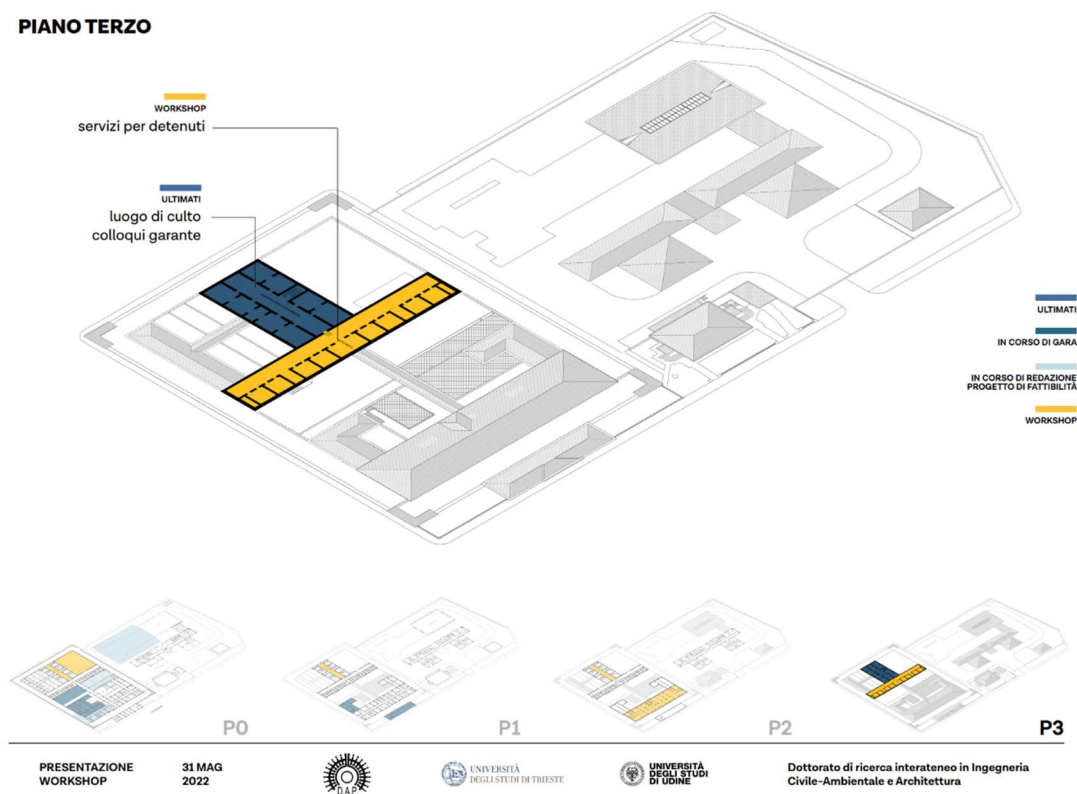 PIANO TERZO
WORKSHOP
servizi per detenuti
ULTIMATI
luogo di culto
colloqui garante
ULTIMATI
IN CORSO DI GARA
IN CORSO DI REDAZIONE
PROGETTO DI FATTIBILITÀ
WORKSHOP
P0
P1
P2
P3
PRESENTAZIONE
WORKSHOP
31 MAG
2022
D.A.P.
UNIVERSITÀ
DEGLI STUDI DI TRIESTE
UNIVERSITÀ
DEGLI STUDI
DI UDINE
Dottorato di ricerca interateneo in Ingegneria
Civile-Ambientale e Architettura